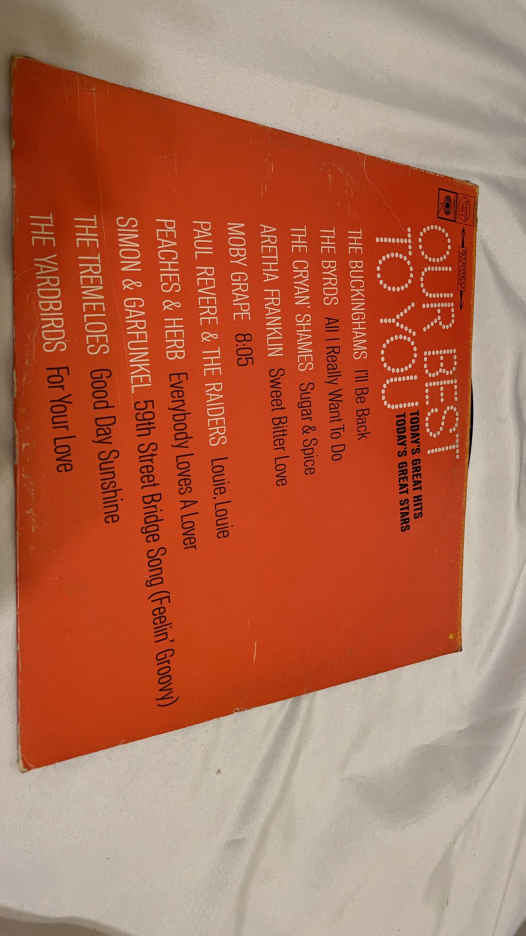 OUR BEST
TO YOU
TODAY'S GREAT HITS
TODAY'S GREAT STARS
THE BUCKINGHAMS I'll Be Back
THE BYRDS All I Really Want To Do
THE CRYAN SHAMES Sugar & Spice
ARETHA FRANKLIN Sweet Bitter Love
MOBY GRAPE 8:05
PAUL REVERE & THE RAIDERS Louie, Louie
PEACHES & HERB Everybody Loves A Lover
SIMON & GARFUNKEL 59th Street Bridge Song (Feelin' Groovy)
THE TREMELOES Good Day Sunshine
THE YARDBIRDS For Your Love